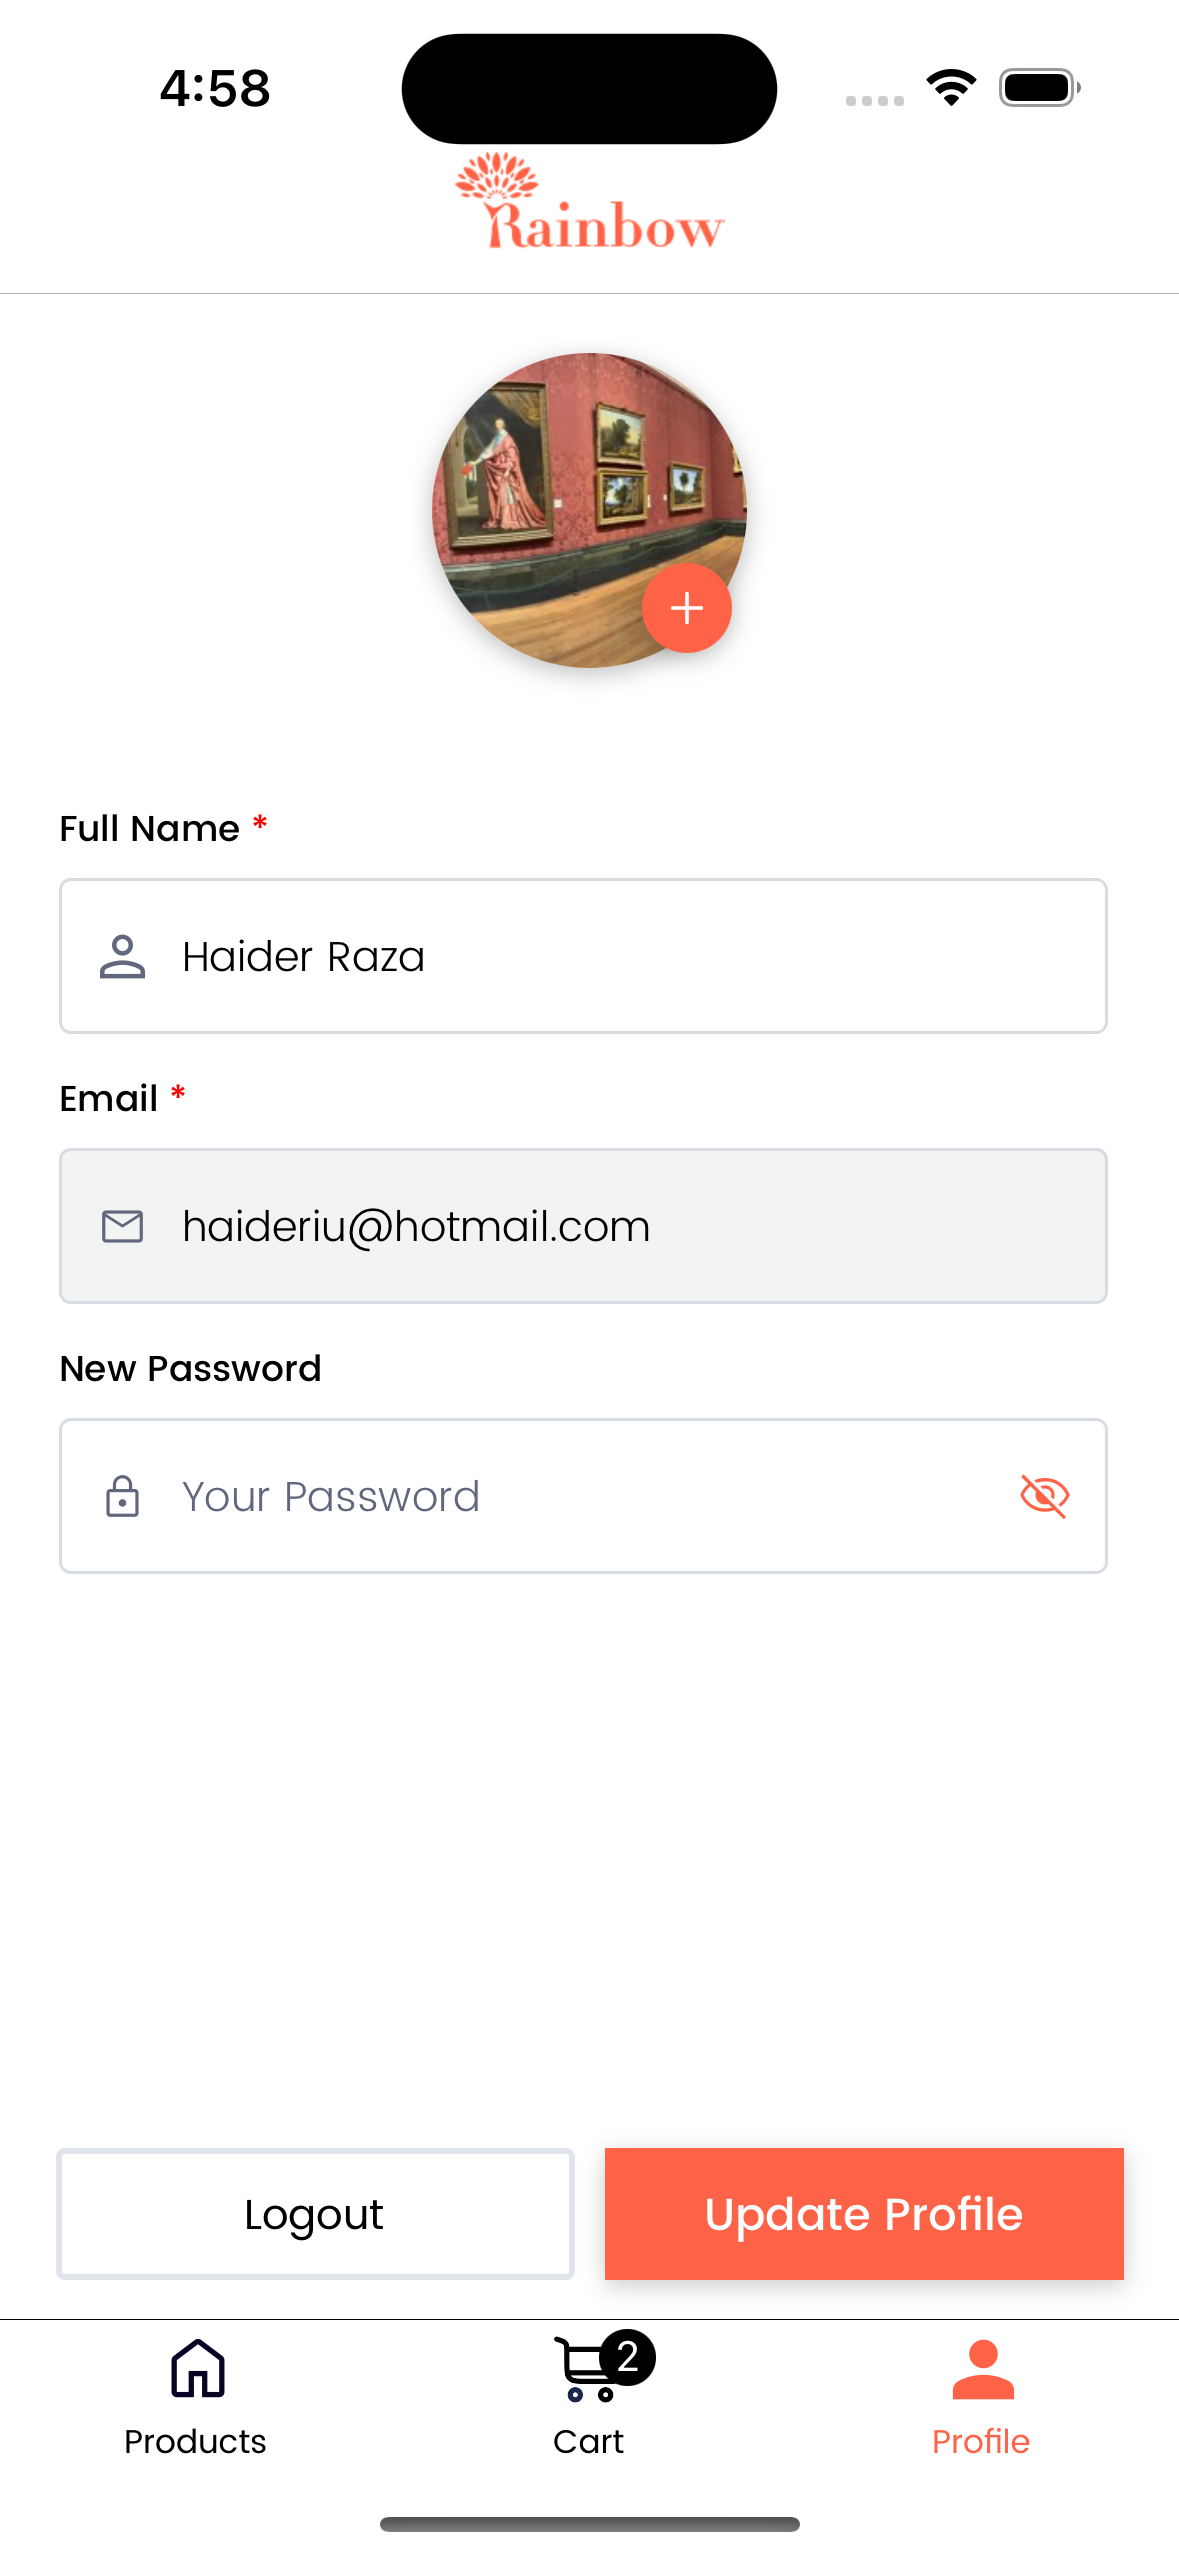 4:58
Rainbow
Full Name *
Haider Raza
Email *
haideriu@hotmail.com
New Password
Your Password
Logout
Update Profile
2
Products
Cart
Profile